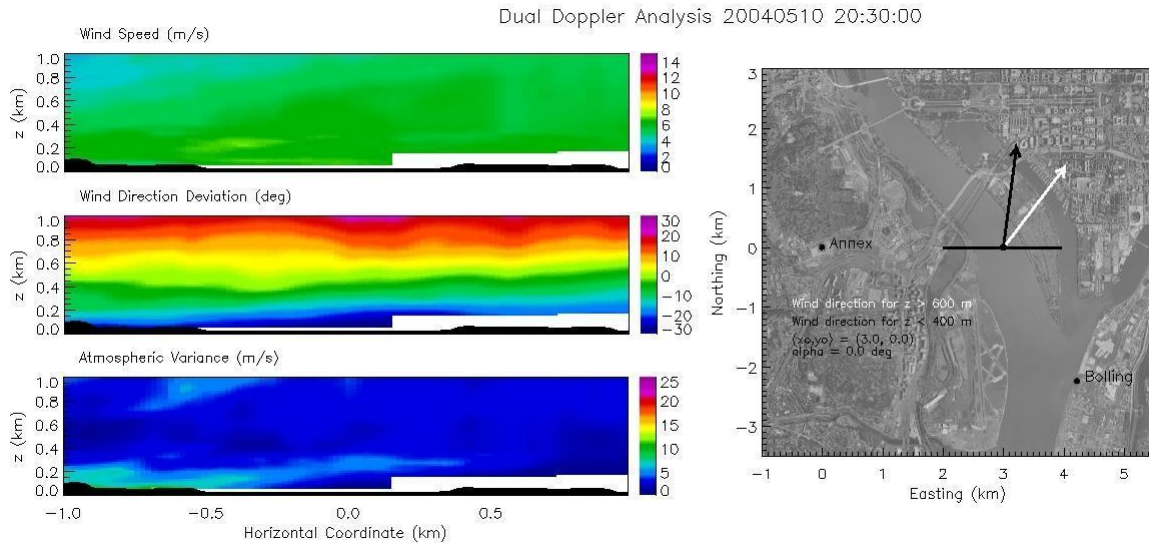 Dual Doppler Analysis 20040510 20:30:00
Wind Speed (m/s)
1.0
0.8
0.6
0.4
0.2
0.0
z (km)
14
12
10
8
6
4
2
0
Wind Direction Deviation (deg)
1.0
0.8
0.6
0.4
0.2
0.0
z (km)
30
20
10
0
-10
-20
-30
Atmospheric Variance (m/s)
1.0
0.8
0.6
0.4
0.2
0.0
z (km)
25
20
15
10
5
0
-1.0 -0.5 0.0 0.5
Horizontal Coordinate (km)
3
2
1
0
-1
-2
-3
Northing (km)
Annex
Wind direction for z > 600 m
Wind direction for z < 400 m
(xo,yo) = (3.0, 0.0)
alpha = 0.0 deg
Bolling
-1 0 1 2 3 4 5
Easting (km)